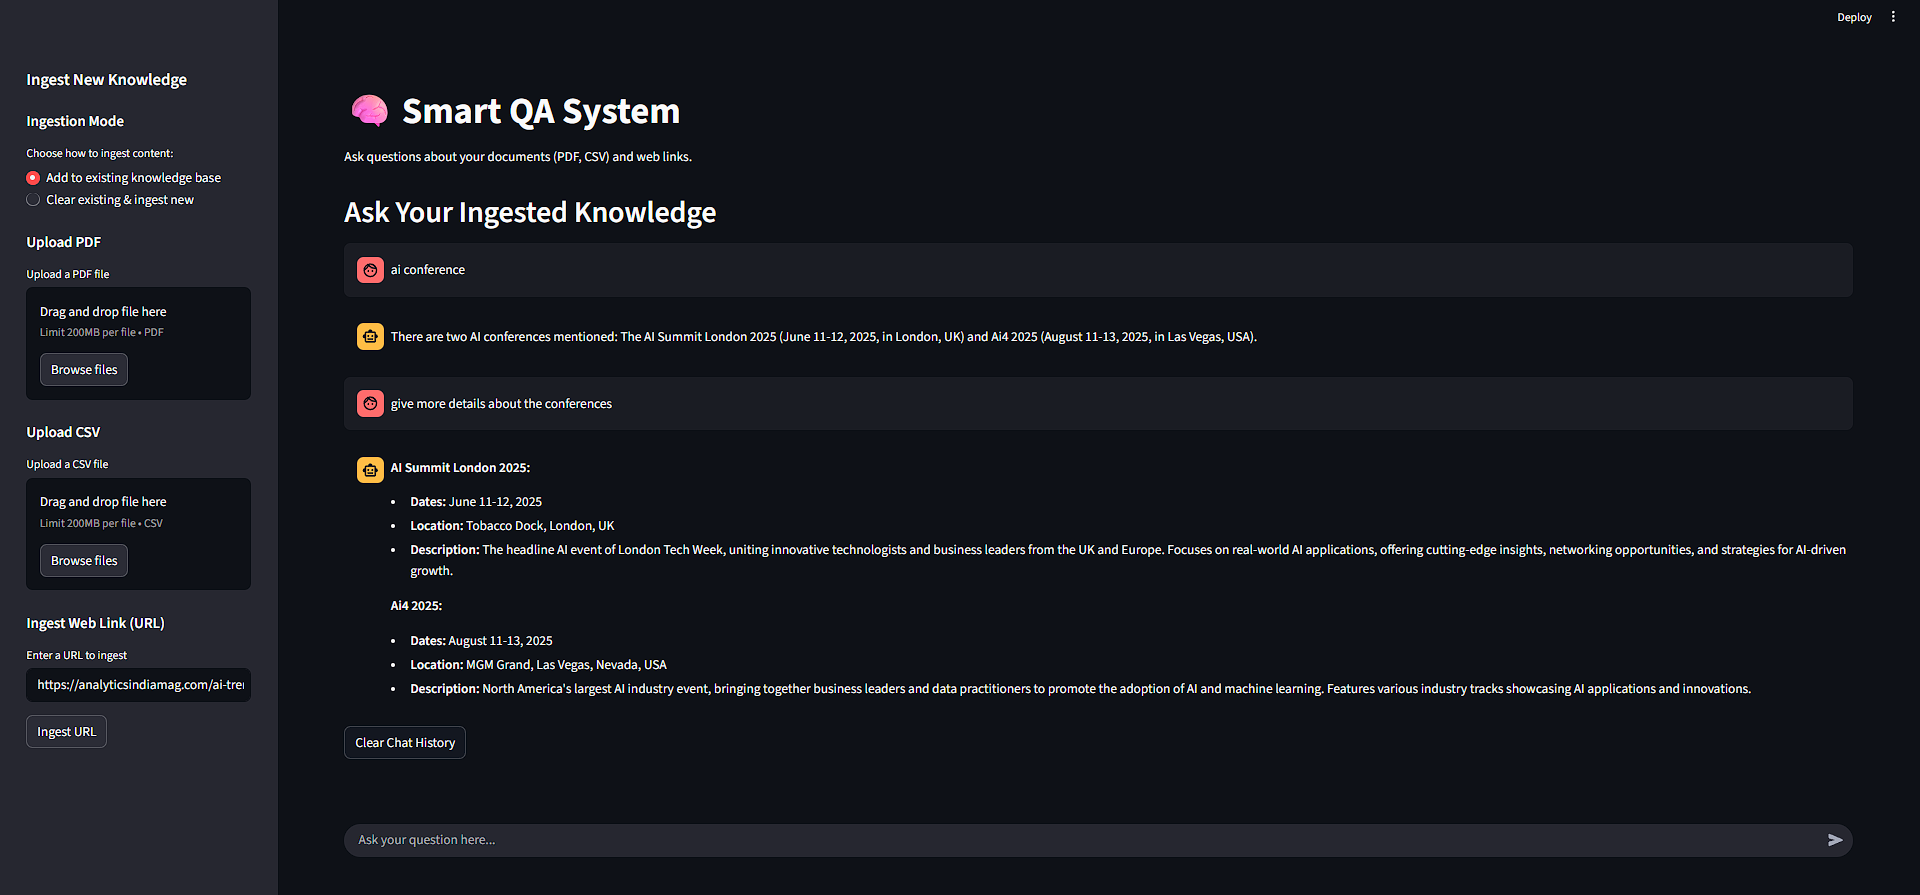 Deploy
Ingest New Knowledge
Ingestion Mode
Choose how to ingest content:
Add to existing knowledge base
Clear existing & ingest new
Upload PDF
Upload a PDF file
Drag and drop file here
Limit 200MB per file • PDF
Browse files
Upload CSV
Upload a CSV file
Drag and drop file here
Limit 200MB per file • CSV
Browse files
Ingest Web Link (URL)
Enter a URL to ingest
https://analyticsindiamag.com/ai-tre
Ingest URL
Smart QA System
Ask questions about your documents (PDF, CSV) and web links.
Ask Your Ingested Knowledge
ai conference
There are two AI conferences mentioned: The AI Summit London 2025 (June 11-12, 2025, in London, UK) and Ai4 2025 (August 11-13, 2025, in Las Vegas, USA).
give more details about the conferences
AI Summit London 2025:
• Dates: June 11-12, 2025
• Location: Tobacco Dock, London, UK
• Description: The headline AI event of London Tech Week, uniting innovative technologists and business leaders from the UK and Europe. Focuses on real-world AI applications, offering cutting-edge insights, networking opportunities, and strategies for AI-driven
growth.
Ai4 2025:
• Dates: August 11-13, 2025
• Location: MGM Grand, Las Vegas, Nevada, USA
• Description: North America's largest AI industry event, bringing together business leaders and data practitioners to promote the adoption of AI and machine learning. Features various industry tracks showcasing AI applications and innovations.
Clear Chat History
Ask your question here...